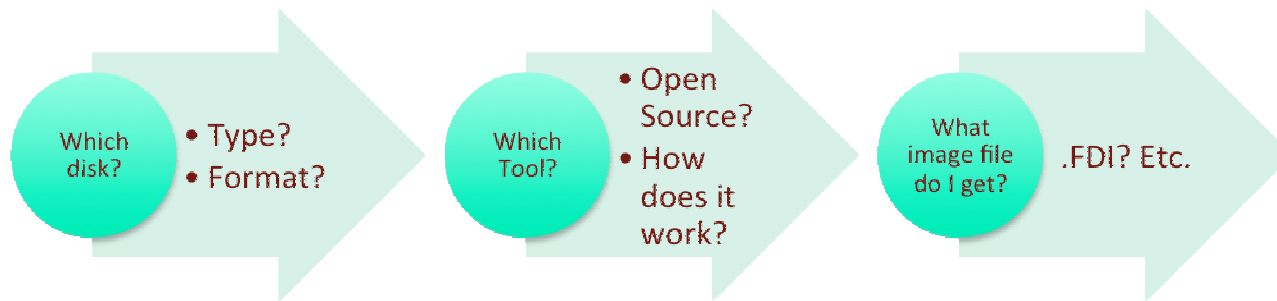 Which
disk?
• Type?
• Format?
Which
Tool?
• Open
Source?
• How
does it
work?
What
image file
do I get?
.FDI? Etc.